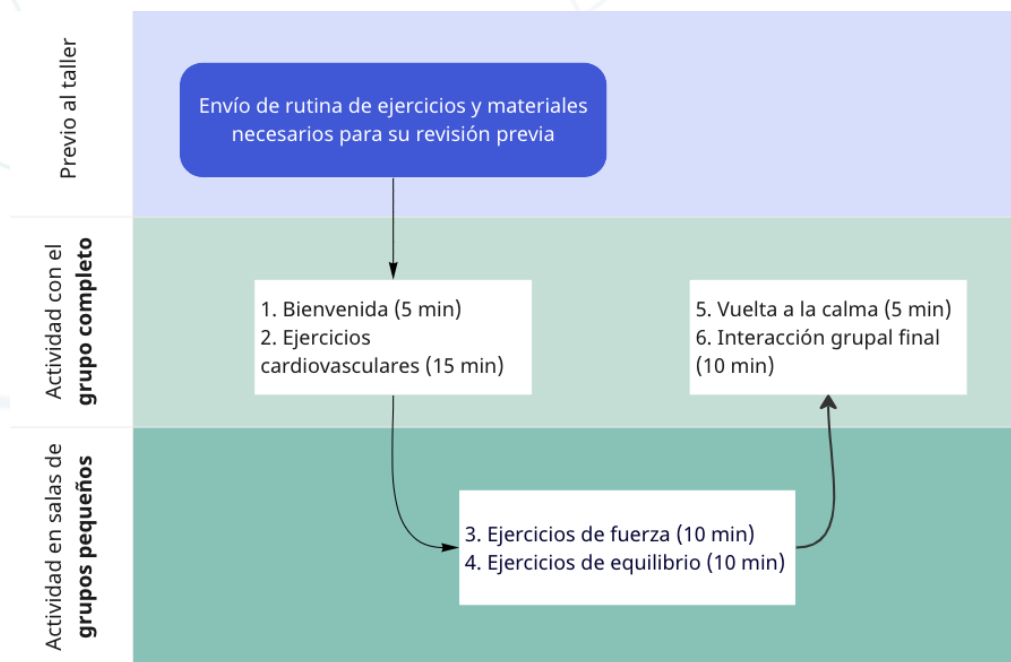 Previo al taller
Envío de rutina de ejercicios y materiales
necesarios para su revisión previa
Actividad con el
grupo completo
1. Bienvenida (5 min)
2. Ejercicios
cardiovasculares (15 min)
5. Vuelta a la calma (5 min)
6. Interacción grupal final
(10 min)
Actividad en salas de
grupos pequeños
3. Ejercicios de fuerza (10 min)
4. Ejercicios de equilibrio (10 min)